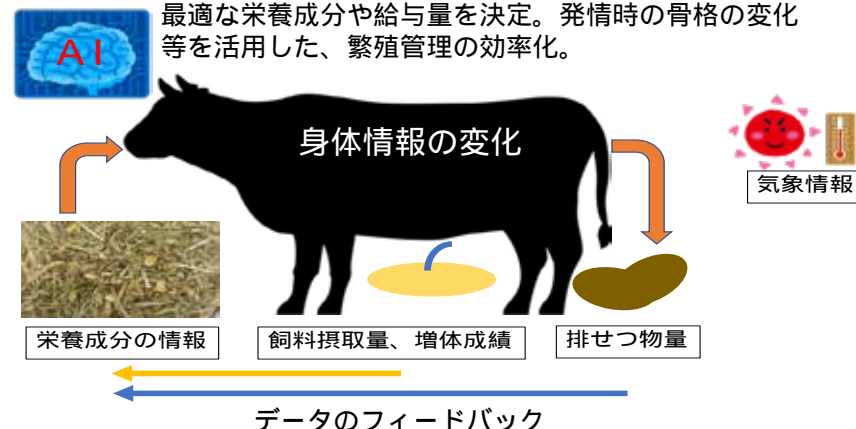 最適な栄養成分や給与量を決定。発情時の骨格の変化
等を活用した、繁殖管理の効率化。
AI
身体情報の変化
気象情報
栄養成分の情報
飼料摂取量、増体成績
排せつ物量
データのフィードバック